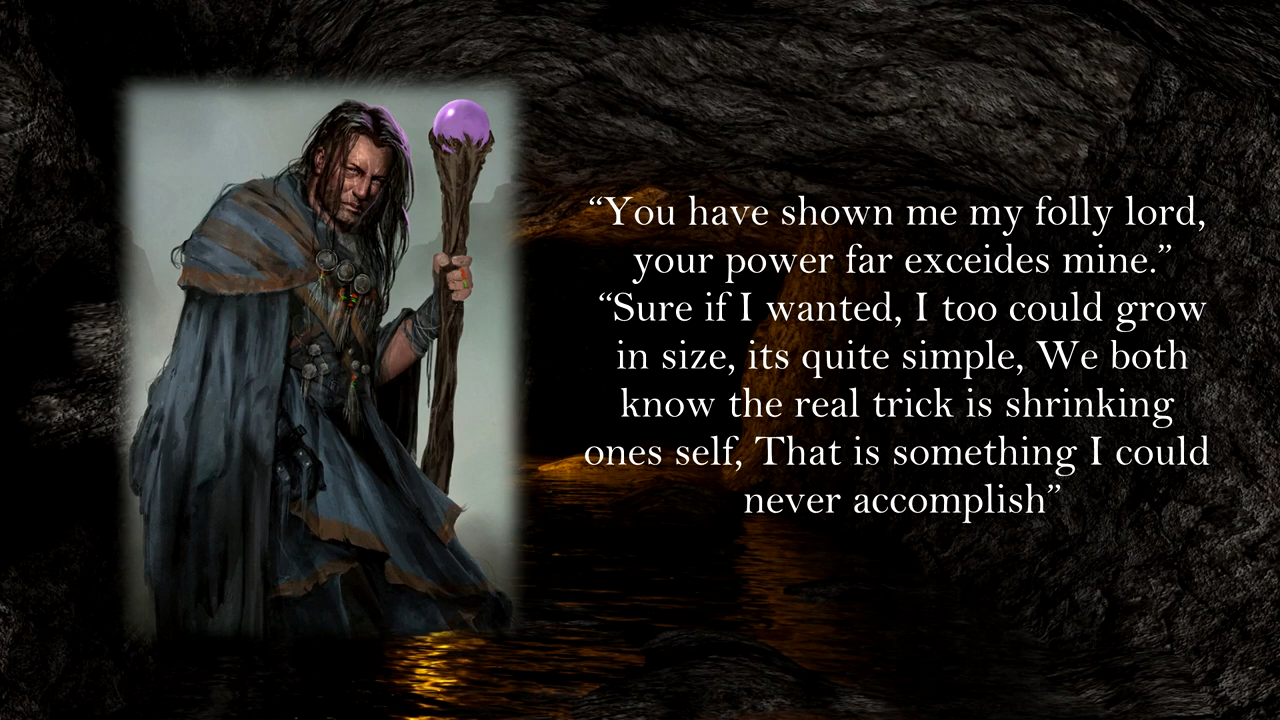 “You have shown me my folly lord,
your power far exceides mine.”
“Sure if I wanted, I too could grow
in size, its quite simple, We both
know the real trick is shrinking
ones self, That is something I could
never accomplish”